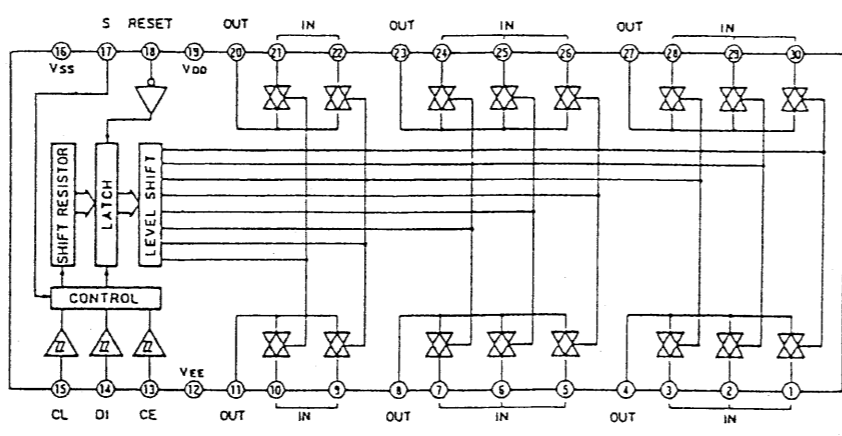 S RESET OUT IN OUT IN OUT IN
16 17 18 19 20 21 22 23 24 25 26 27 28 29 30
VSS VDD
SHIFT RESISTOR
LATCH
LEVEL SHIFT
CONTROL
VEE
15 14 13 12 11 10 9 8 7 6 5 4 3 2 1
CL DI CE OUT IN OUT IN OUT IN